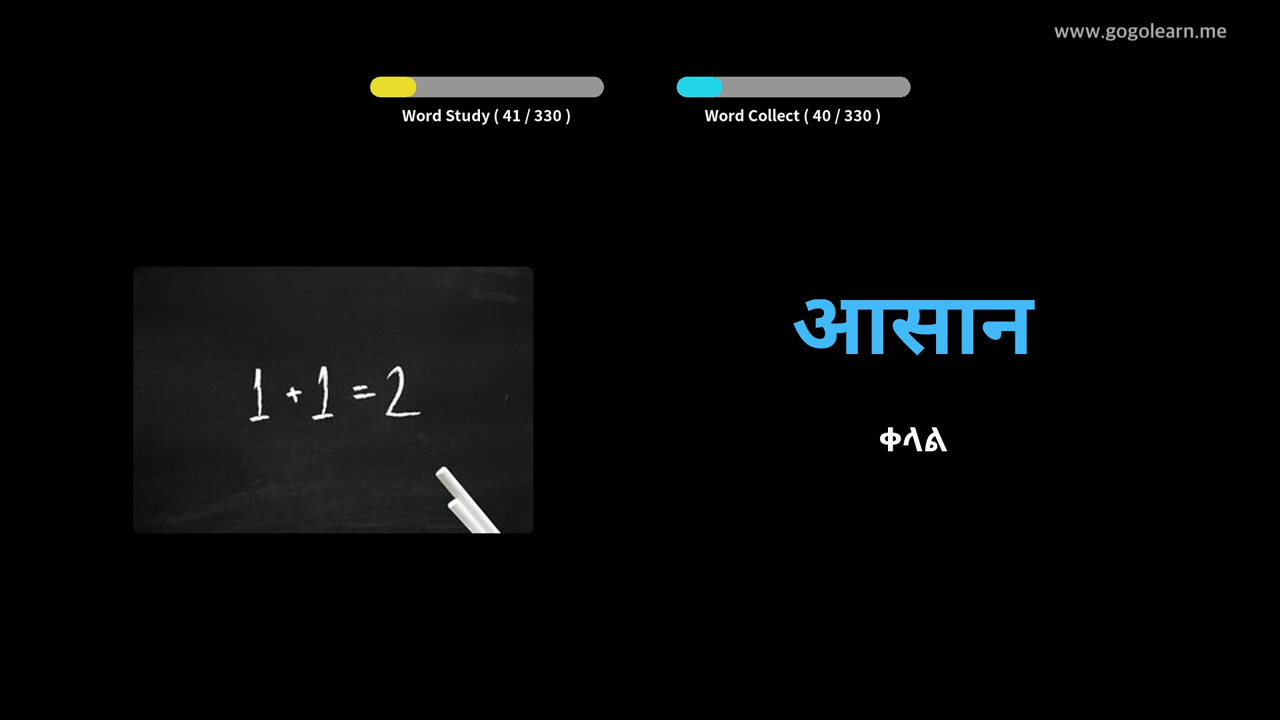 www.gogolearn.me
Word Study ( 41 / 330 )
Word Collect ( 40 / 330 )
1 + 1 = 2
आसान
ቀላል